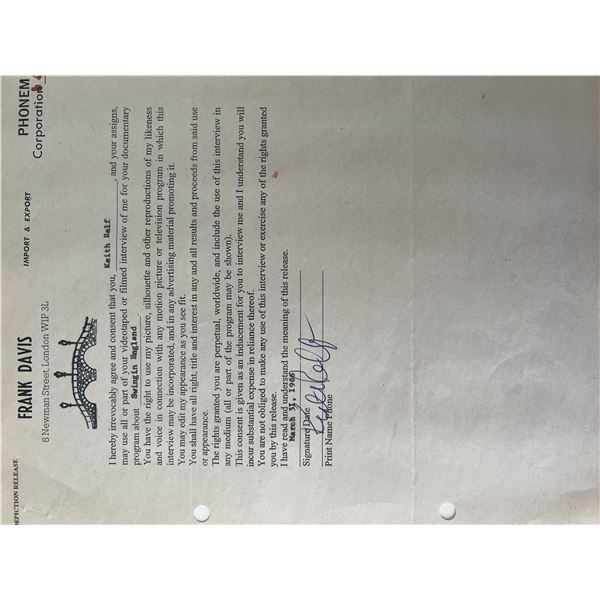 DEPICTION RELEASE
FRANK DAVIS IMPORT & EXPORT PHONEM
8 Newman Street, London W1P 3L Corporation
I hereby irrevocably agree and consent that you, Keith Relf , and your assigns,
may use all or part of your videotaped or filmed interview of me for your documentary
program about Swingin England .
You have the right to use my picture, silhouette and other reproductions of my likeness
and voice in connection with any motion picture or television program in which this
interview may be incorporated, and in any advertising material promoting it.
You may edit my appearance as you see fit.
You shall have all right, title and interest in any and all results and proceeds from said use
or appearance.
The rights granted you are perpetual, worldwide, and include the use of this interview in
any medium (all or part of the program may be shown).
This consent is given as an inducement for you to interview me and I understand you will
incur substantial expense in reliance thereof.
You are not obliged to make any use of this interview or exercise any of the rights granted
you by this release.
I have read and understand the meaning of this release.
March 31, 1966
Signature Date
Keith Relf
Print Name Phone